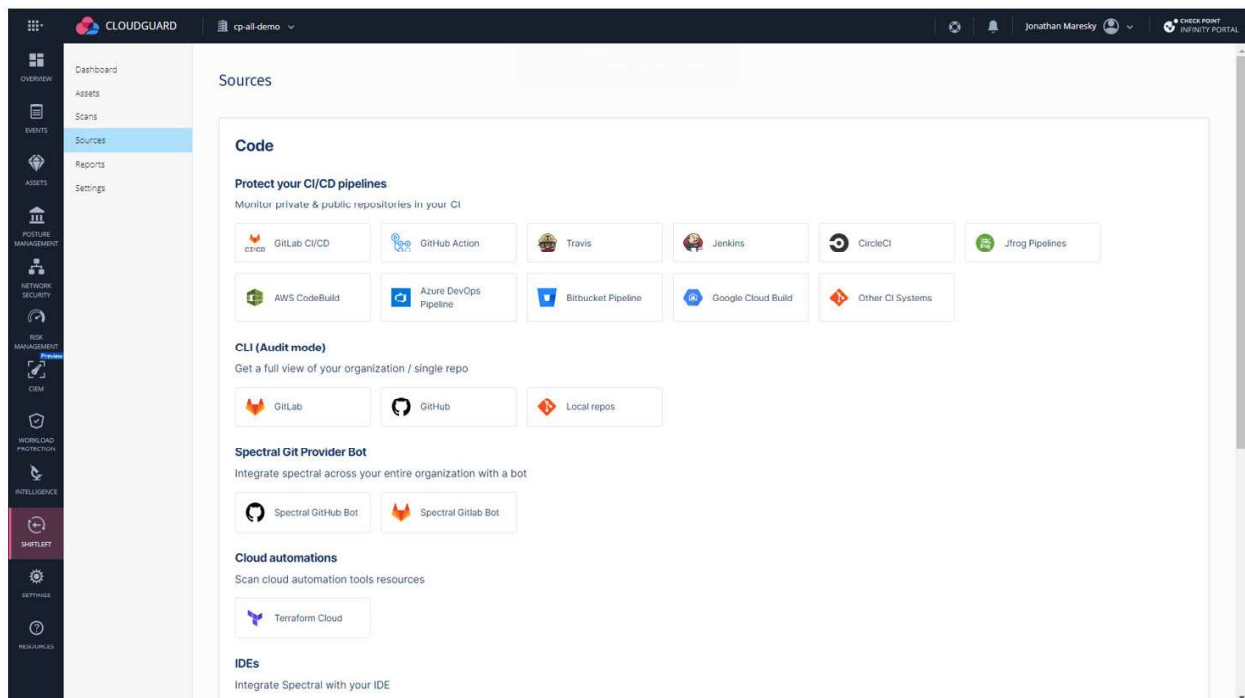 CLOUDGUARD
cp-all-demo
Jonathan Maresky
CHECK POINT
INFINITY PORTAL
OVERVIEW
EVENTS
ASSETS
POSTURE
MANAGEMENT
NETWORK
SECURITY
RISK
MANAGEMENT
Preview
CIEM
WORKLOAD
PROTECTION
INTELLIGENCE
SHIFTLEFT
SETTINGS
RESOURCES
Dashboard
Assets
Scans
Sources
Reports
Settings
Sources
Code
Protect your CI/CD pipelines
Monitor private & public repositories in your CI
CI/CD
GitLab CI/CD
GitHub Action
Travis
Jenkins
CircleCI
Jfrog Pipelines
AWS CodeBuild
Azure DevOps
Pipeline
Bitbucket Pipeline
Google Cloud Build
Other CI Systems
CLI (Audit mode)
Get a full view of your organization / single repo
GitLab
GitHub
Local repos
Spectral Git Provider Bot
Integrate spectral across your entire organization with a bot
Spectral GitHub Bot
Spectral Gitlab Bot
Cloud automations
Scan cloud automation tools resources
Terraform Cloud
IDEs
Integrate Spectral with your IDE